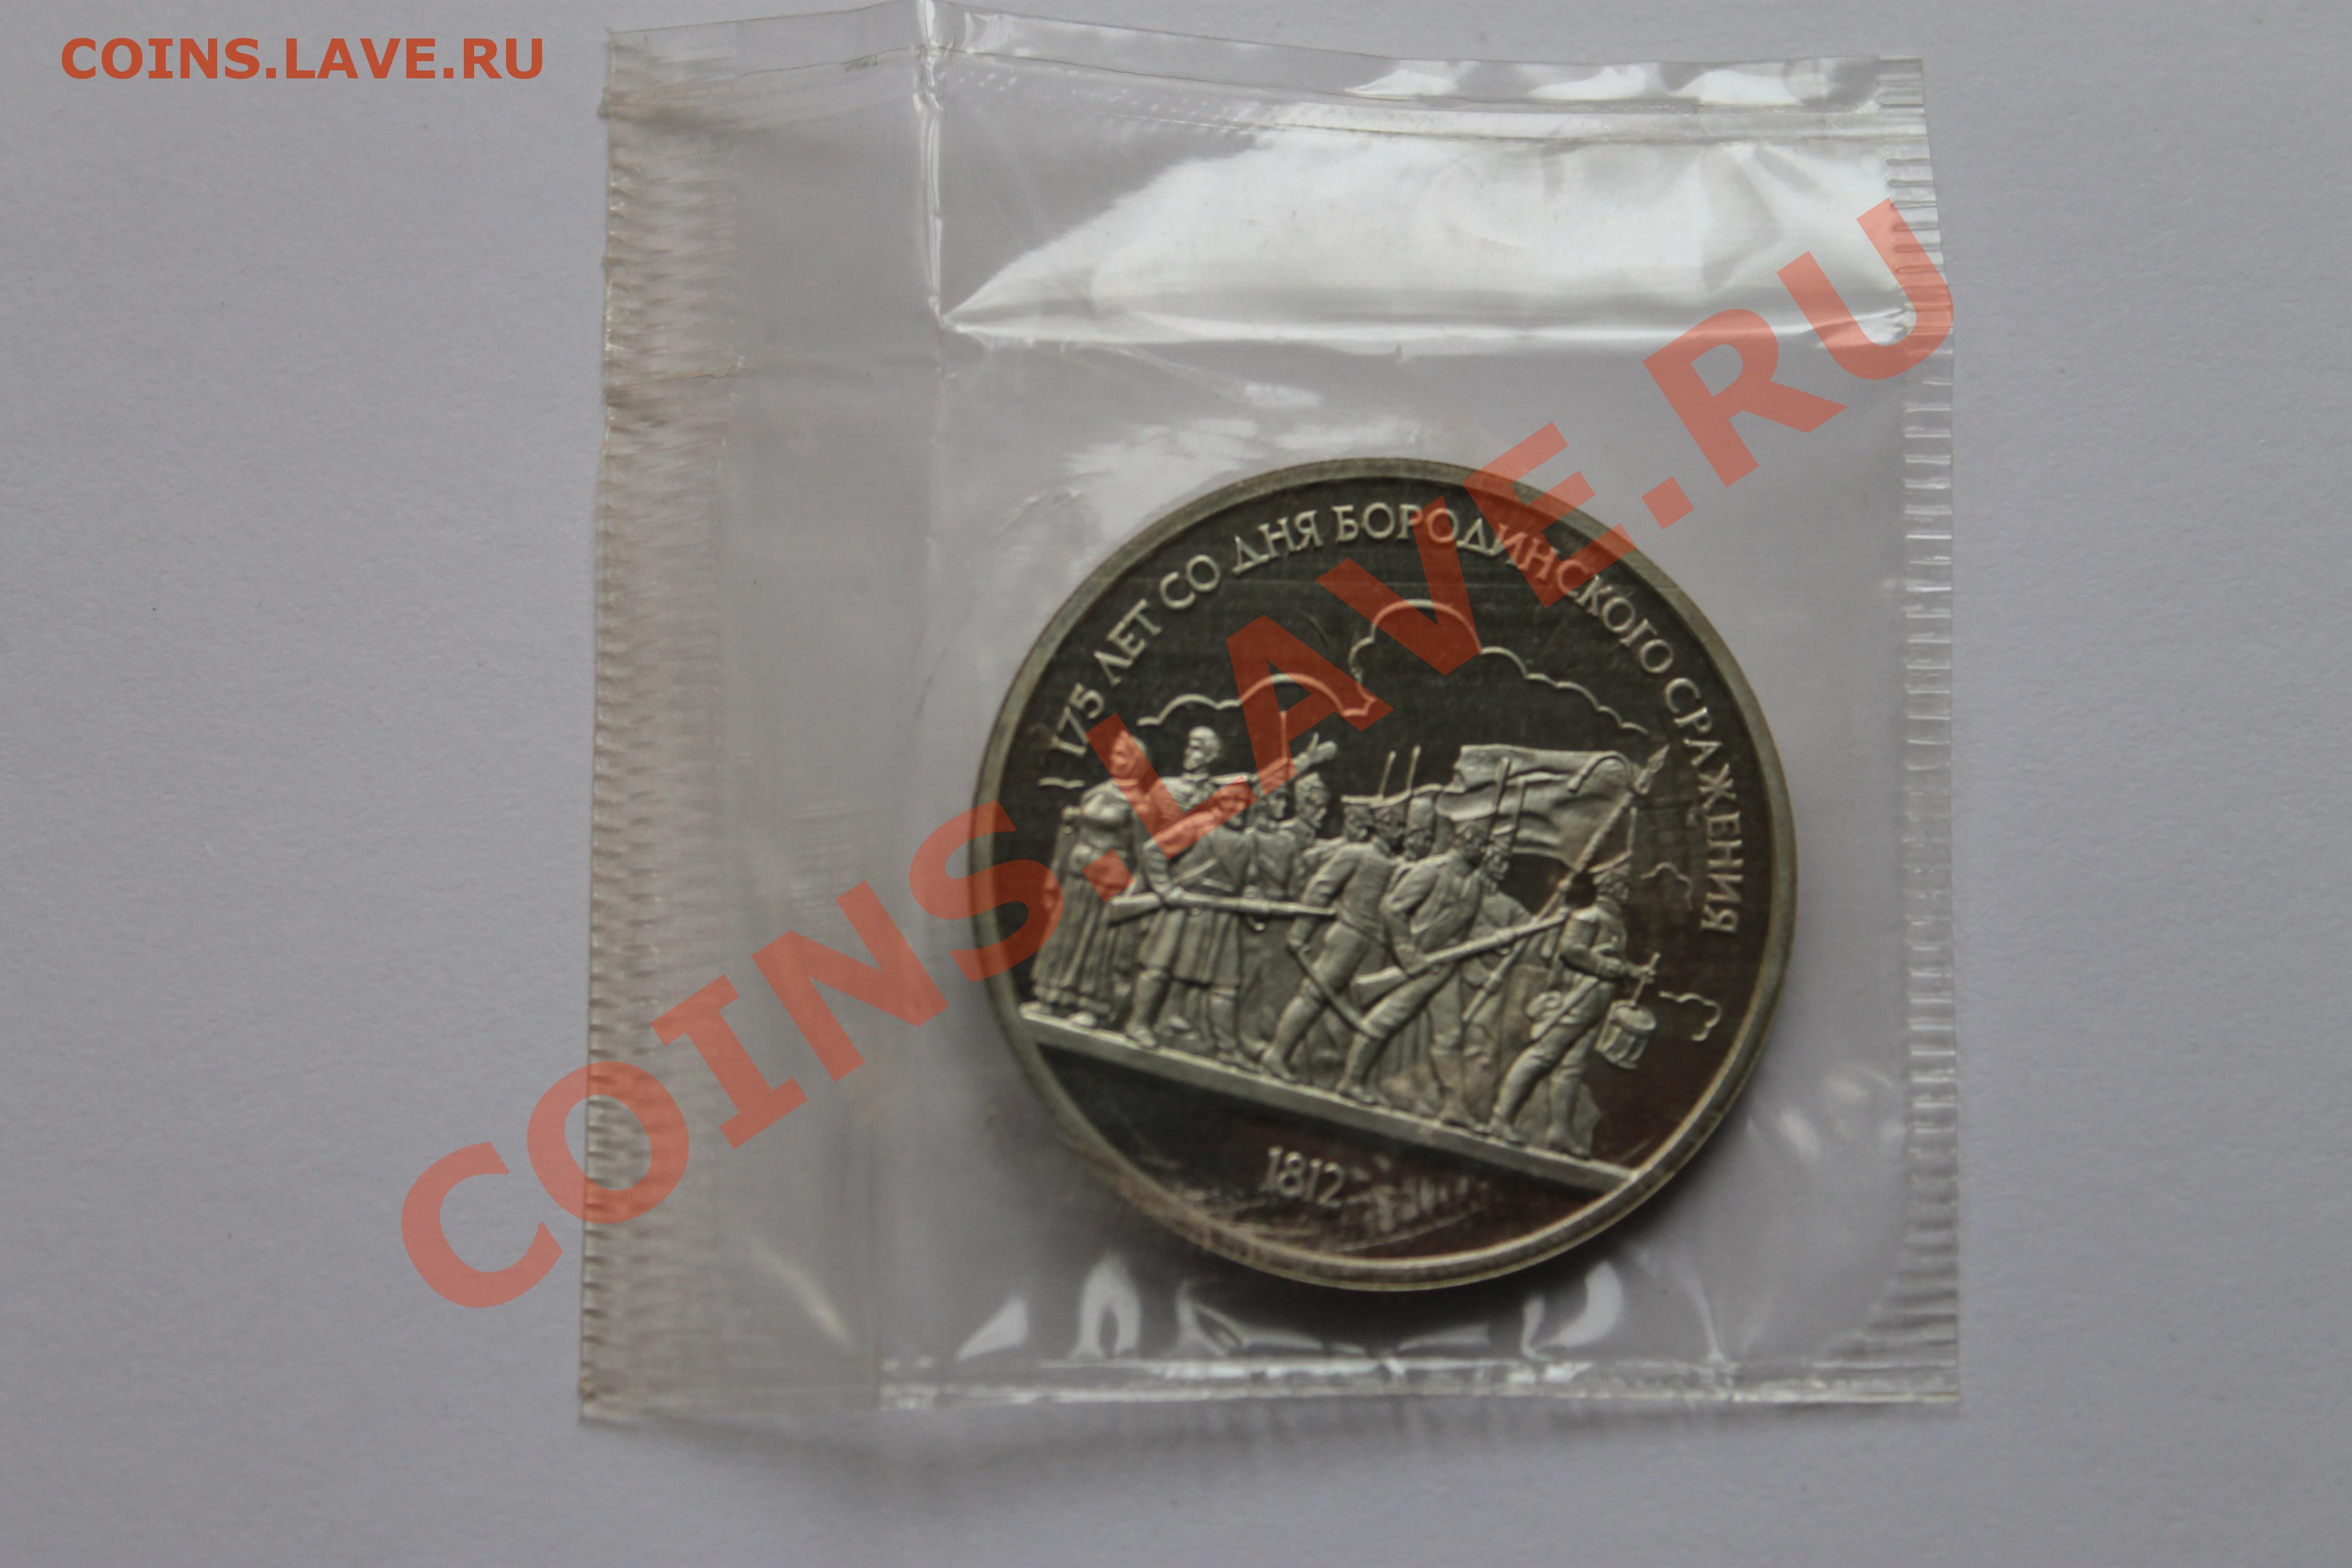 COINS.LAVE.RU
175 ЛЕТ СО ДНЯ БОРОДИНСКОГО СРАЖЕНИЯ
1812
COINS.LAVE.RU